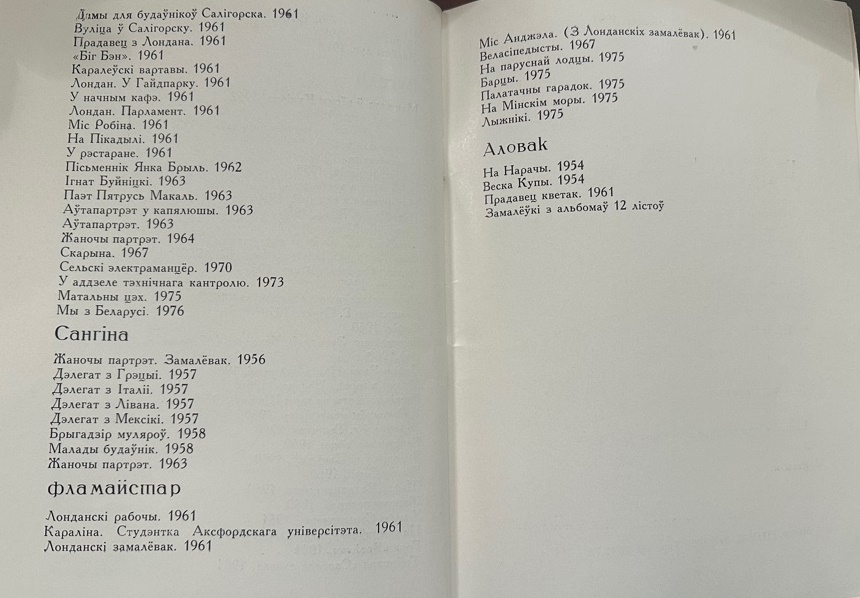 Дамы для будаўнікоў Салігорска. 1961
Вуліца ў Салігорску. 1961
Прадавец з Лондана. 1961
«Біг Бэн». 1961
Каралеўскі вартавы. 1961
Лондан. У Гайдпарку. 1961
У начным кафэ. 1961
Лондан. Парламент. 1961
Міс Робіна. 1961
На Пікадылі. 1961
У рэстаране. 1961
Пісьменнік Янка Брыль. 1962
Ігнат Буйніцкі. 1963
Паэт Пятрусь Макаль. 1963
Аўтапартрэт у капялюшы. 1963
Аўтапартрэт. 1963
Жаночы партрэт. 1964
Скарына. 1967
Сельскі электраманцёр. 1970
У аддзеле тэхнічнага кантролю. 1973
Матальны цэх. 1975
Мы з Беларусі. 1976
Сангіна
Жаночы партрэт. Замалёвак. 1956
Дэлегат з Грэцыі. 1957
Дэлегат з Італіі. 1957
Дэлегат з Лівана. 1957
Дэлегат з Мексікі. 1957
Брыгадзір муляроў. 1958
Малады будаўнік. 1958
Жаночы партрэт. 1963
фламайстар
Лонданскі рабочы. 1961
Караліна. Студэнтка Аксфордскага універсітэта. 1961
Лонданскі замалёвак. 1961
Міс Анджэла. (З Лонданскіх замалёвак). 1961
Веласіпедысты. 1967
На паруснай лодцы. 1975
Барцы. 1975
Палатачны гарадок. 1975
На Мінскім моры. 1975
Лыжнікі. 1975
Аловак
На Нарачы. 1954
Веска Купы. 1954
Прадавец кветак. 1961
Замалёўкі з альбомаў 12 лістоў